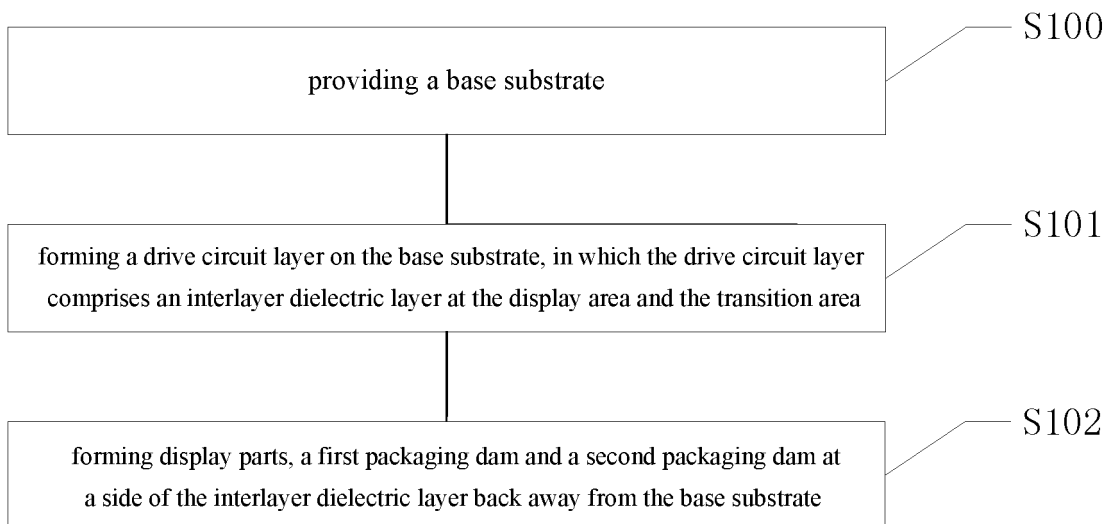 S100
providing a base substrate
S101
forming a drive circuit layer on the base substrate, in which the drive circuit layer
comprises an interlayer dielectric layer at the display area and the transition area
S102
forming display parts, a first packaging dam and a second packaging dam at
a side of the interlayer dielectric layer back away from the base substrate